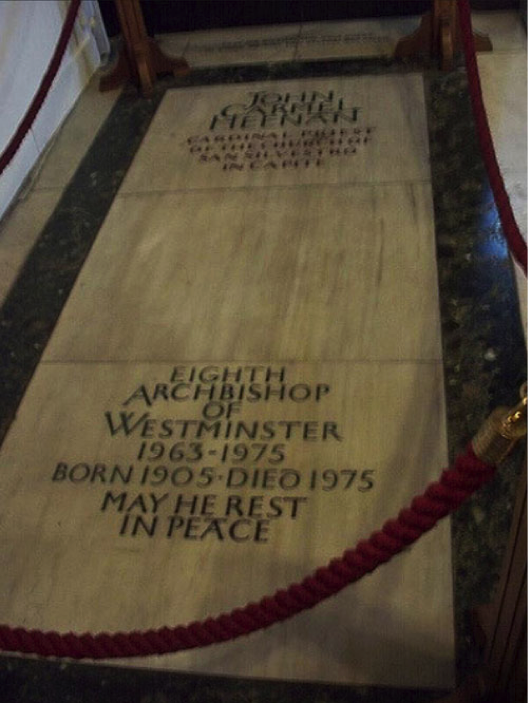 JOHN
CARMEL
HEENAN
CARDINAL PRIEST
OF THE CHURCH OF
SAN SILVESTRO
IN CAPITE
EIGHTH
ARCHBISHOP
OF
WESTMINSTER
1963-1975
BORN 1905·DIED 1975
MAY HE REST
IN PEACE